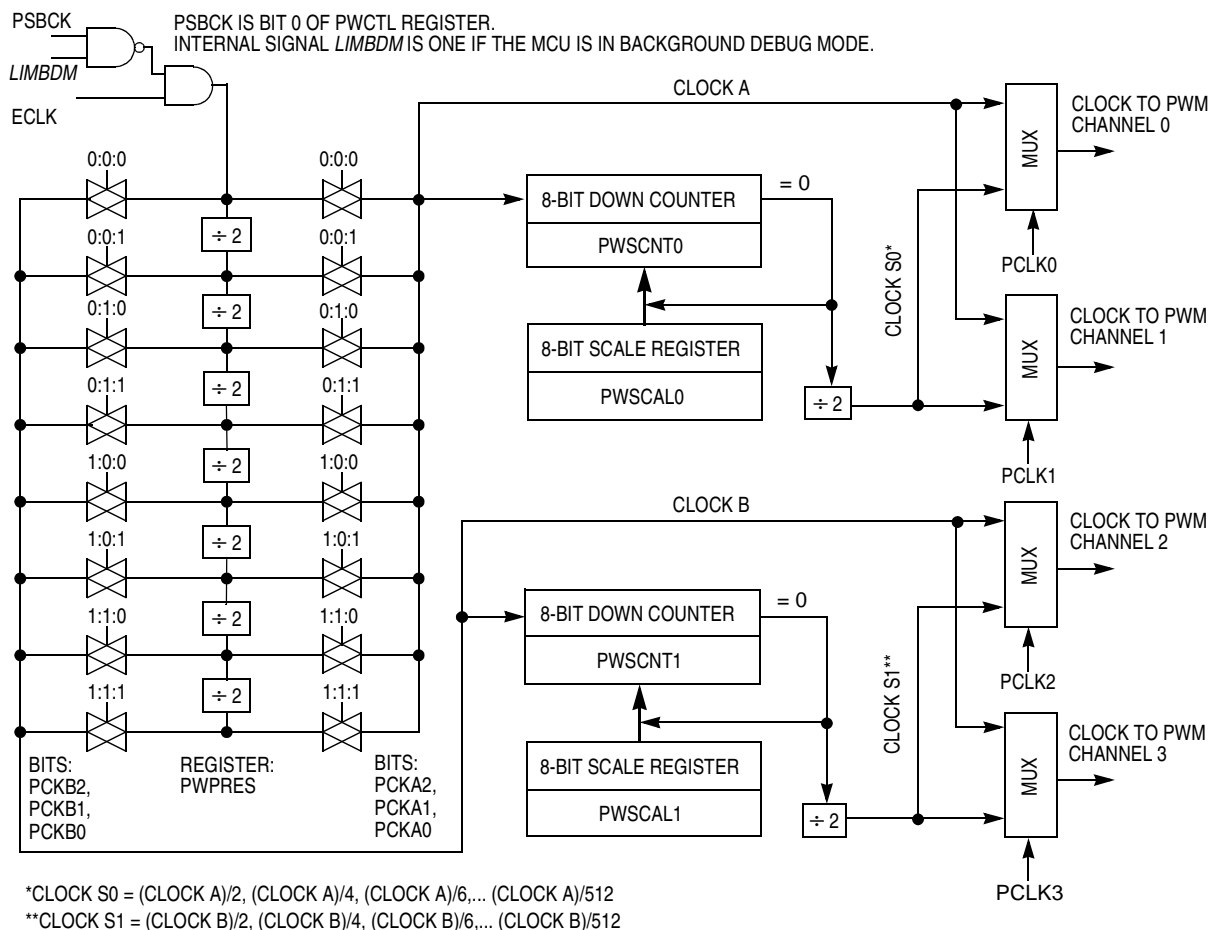 PSBCK
PSBCK IS BIT 0 OF PWCTL REGISTER.
INTERNAL SIGNAL LIMBDM IS ONE IF THE MCU IS IN BACKGROUND DEBUG MODE.
LIMBDM
ECLK
CLOCK A
CLOCK TO PWM
CHANNEL 0
MUX
PCLK0
0:0:0
0:0:0
÷ 2
0:0:1
0:0:1
÷ 2
0:1:0
0:1:0
÷ 2
0:1:1
0:1:1
÷ 2
1:0:0
1:0:0
÷ 2
1:0:1
1:0:1
÷ 2
1:1:0
1:1:0
÷ 2
1:1:1
1:1:1
BITS:
PCKB2,
PCKB1,
PCKB0
REGISTER:
PWPRES
BITS:
PCKA2,
PCKA1,
PCKA0
8-BIT DOWN COUNTER
= 0
PWSCNT0
8-BIT SCALE REGISTER
PWSCAL0
÷ 2
CLOCK S0*
CLOCK TO PWM
CHANNEL 1
MUX
PCLK1
CLOCK B
CLOCK TO PWM
CHANNEL 2
MUX
PCLK2
8-BIT DOWN COUNTER
= 0
PWSCNT1
8-BIT SCALE REGISTER
PWSCAL1
÷ 2
CLOCK S1**
CLOCK TO PWM
CHANNEL 3
MUX
PCLK3
*CLOCK S0 = (CLOCK A)/2, (CLOCK A)/4, (CLOCK A)/6,... (CLOCK A)/512
**CLOCK S1 = (CLOCK B)/2, (CLOCK B)/4, (CLOCK B)/6,... (CLOCK B)/512